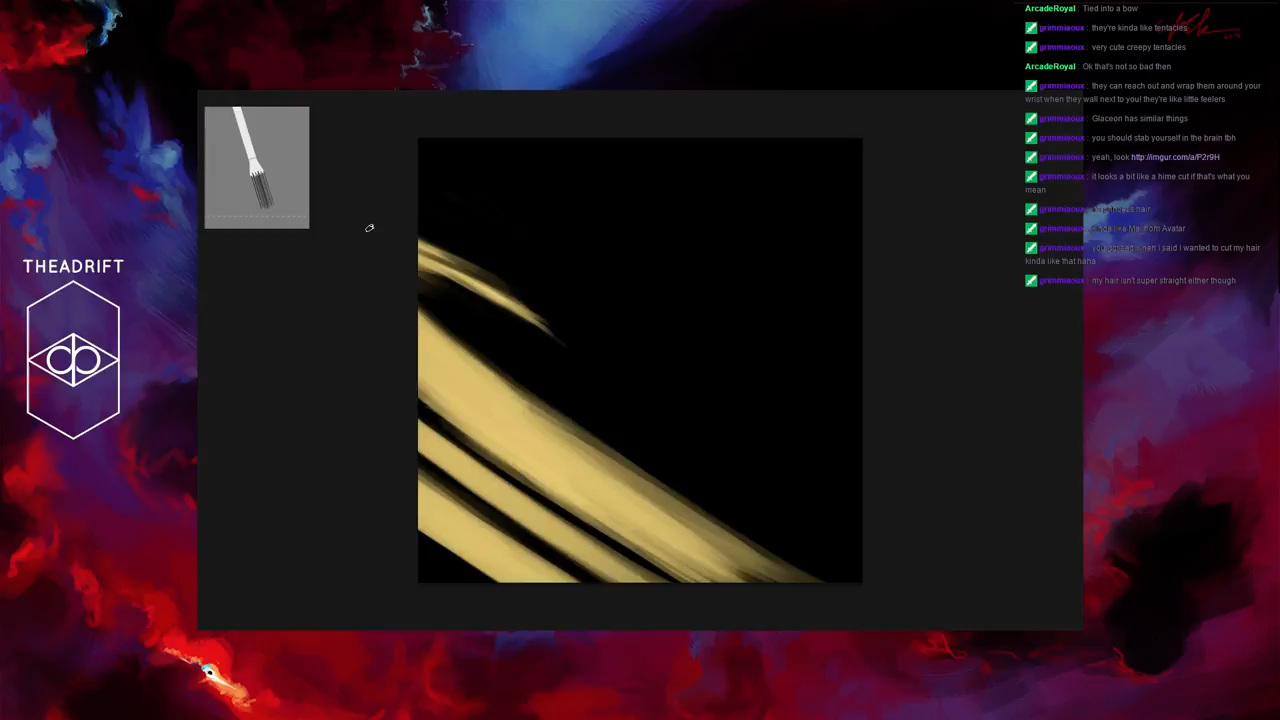 ArcadeRoyal : Tied into a bow
grimmiaoux : they're kinda like tentacles
grimmiaoux : very cute creepy tentacles
ArcadeRoyal : Ok that's not so bad then
grimmiaoux : they can reach out and wrap them around your
wrist when they wall next to you! they're like little feelers
grimmiaoux : Glaceon has similar things
grimmiaoux : you should stab yourself in the brain tbh
grimmiaoux : yeah, look http://imgur.com/a/P2r9H
grimmiaoux : it looks a bit like a hime cut if that's what you
mean
grimmiaoux : hair
grimmiaoux : kinda like Mai from Avatar
grimmiaoux : when I said I wanted to cut my hair
kinda like that haha
grimmiaoux : my hair isn't super straight either though
THEADRIFT